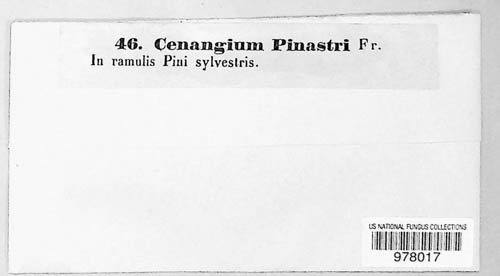 46. Cenangium Pinastri Fr.
In ramulis Pini sylvestris.
US NATIONAL FUNGUS COLLECTIONS
978017